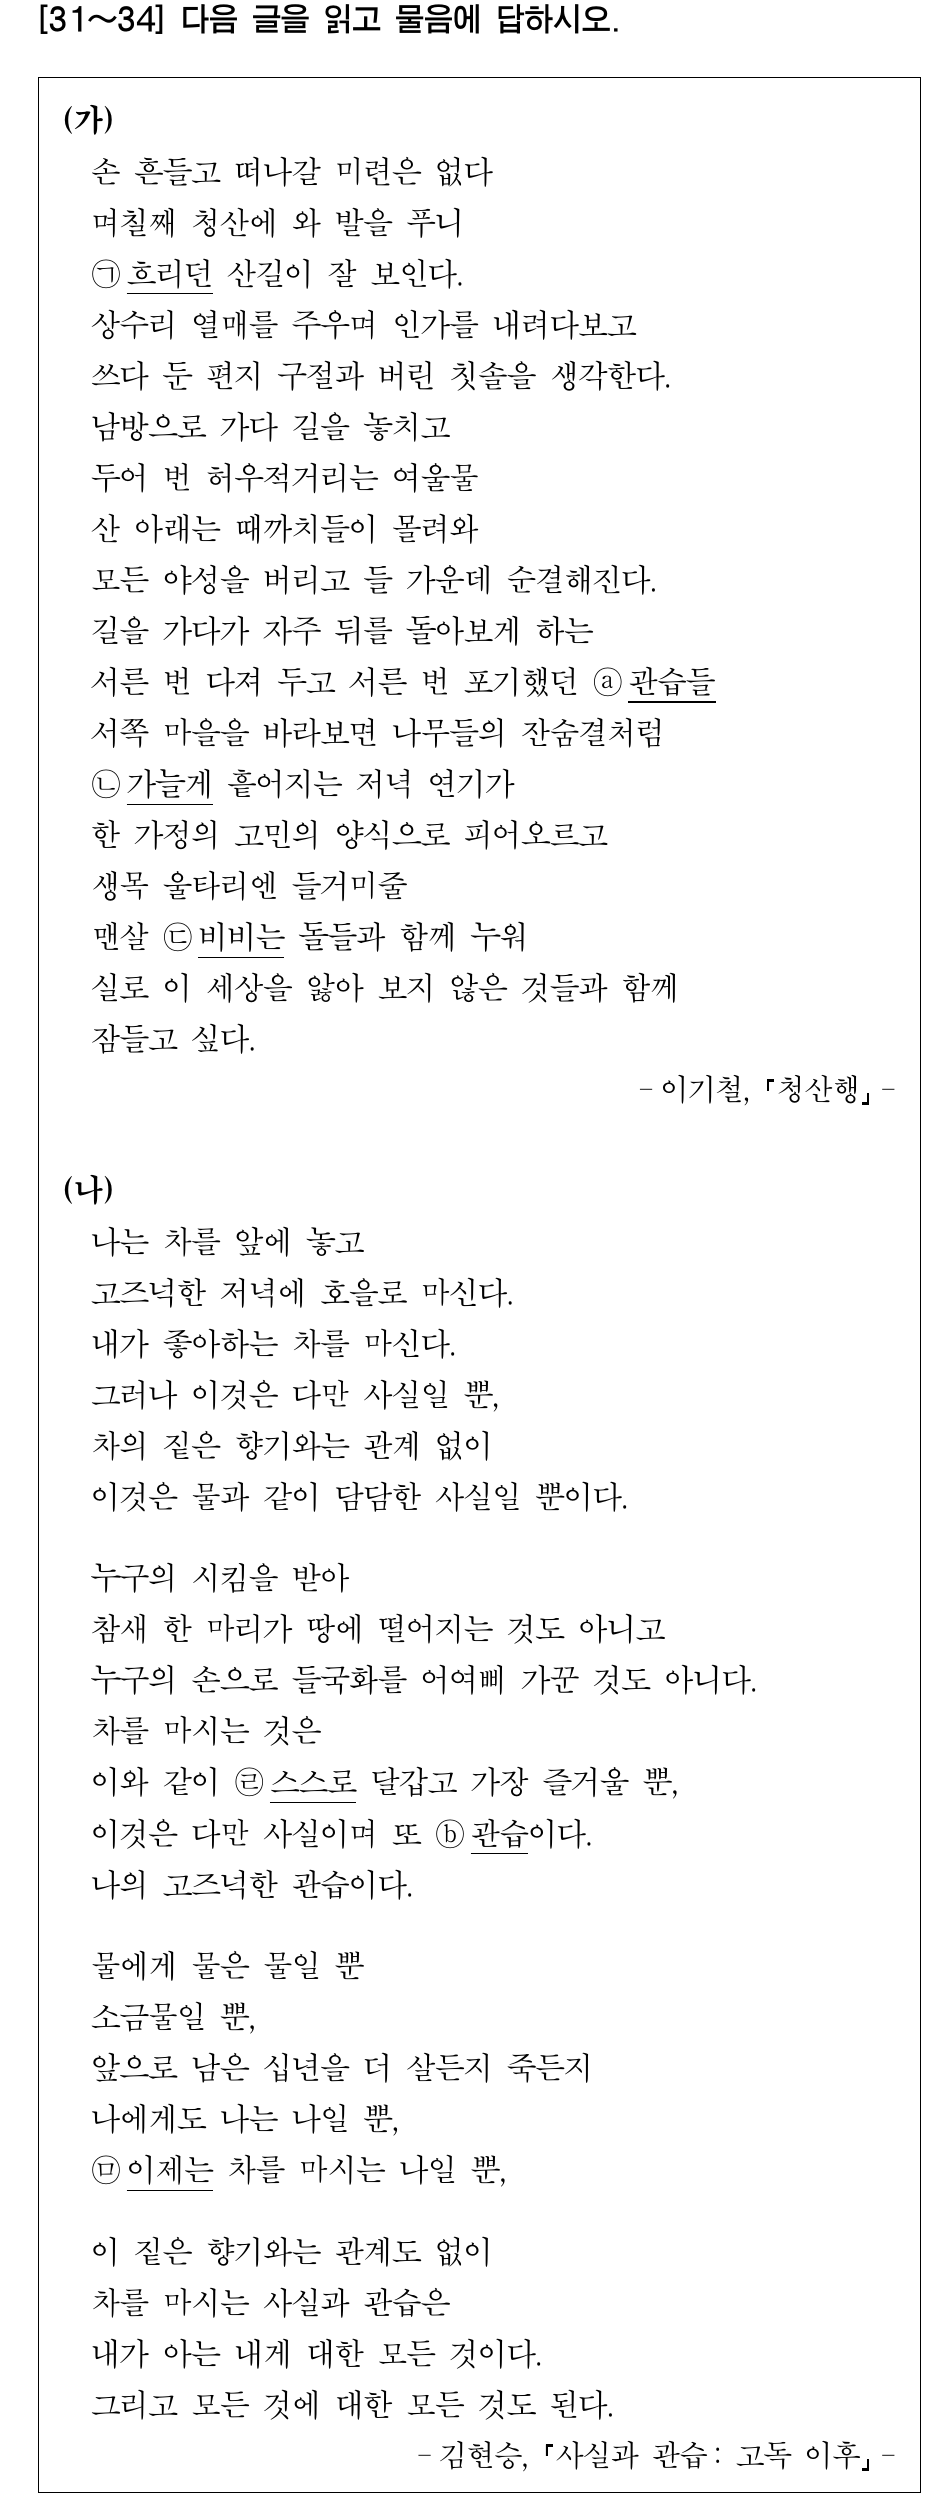 [31～34] 다음 글을 읽고 물음에 답하시오.
(가)
손 흔들고 떠나갈 미련은 없다
며칠째 청산에 와 발을 푸니
㉠흐리던 산길이 잘 보인다.
상수리 열매를 주우며 인가를 내려다보고
쓰다 둔 편지 구절과 버린 칫솔을 생각한다.
남방으로 가다 길을 놓치고
두어 번 허우적거리는 여울물
산 아래는 때까치들이 몰려와
모든 야성을 버리고 들 가운데 순결해진다.
길을 가다가 자주 뒤를 돌아보게 하는
서른 번 다져 두고 서른 번 포기했던 ⓐ관습들
서쪽 마을을 바라보면 나무들의 잔숨결처럼
㉡가늘게 흩어지는 저녁 연기가
한 가정의 고민의 양식으로 피어오르고
생목 울타리엔 들거미줄
맨살 ㉢비비는 돌들과 함께 누워
실로 이 세상을 앓아 보지 않은 것들과 함께
잠들고 싶다.
- 이기철, 「청산행」 -
(나)
나는 차를 앞에 놓고
고즈넉한 저녁에 호을로 마신다.
내가 좋아하는 차를 마신다.
그러나 이것은 다만 사실일 뿐,
차의 짙은 향기와는 관계 없이
이것은 물과 같이 담담한 사실일 뿐이다.
누구의 시킴을 받아
참새 한 마리가 땅에 떨어지는 것도 아니고
누구의 손으로 들국화를 어여삐 가꾼 것도 아니다.
차를 마시는 것은
이와 같이 ㉣스스로 달갑고 가장 즐거울 뿐,
이것은 다만 사실이며 또 ⓑ관습이다.
나의 고즈넉한 관습이다.
물에게 물은 물일 뿐
소금물일 뿐,
앞으로 남은 십년을 더 살든지 죽든지
나에게도 나는 나일 뿐,
㉤이제는 차를 마시는 나일 뿐,
이 짙은 향기와는 관계도 없이
차를 마시는 사실과 관습은
내가 아는 내게 대한 모든 것이다.
그리고 모든 것에 대한 모든 것도 된다.
- 김현승, 「사실과 관습: 고독 이후」 -